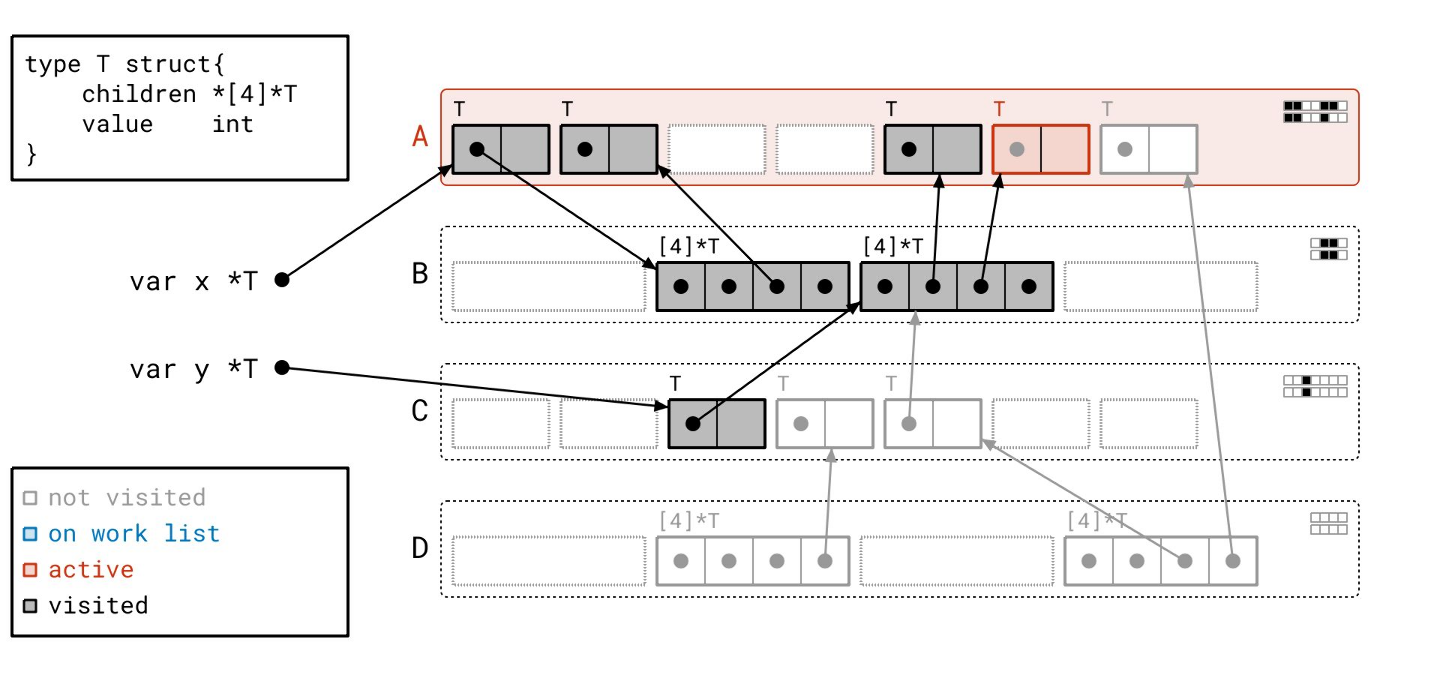 type T struct{
    children *[4]*T
    value    int
}
T T T T T
A
var x *T
[4]*T [4]*T
B
var y *T
T T T
C
not visited
on work list
active
visited
[4]*T [4]*T
D